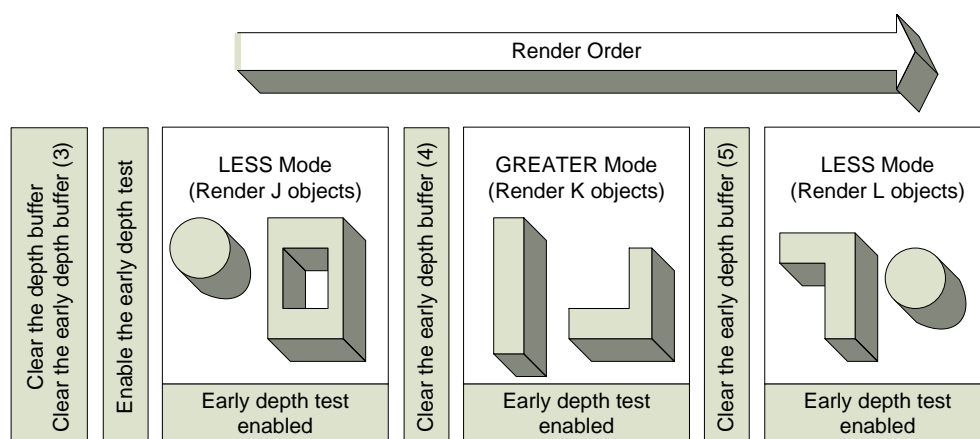 Render Order
Clear the depth buffer
Clear the early depth buffer (3)
Enable the early depth test
LESS Mode
(Render J objects)
Early depth test
enabled
Clear the early depth buffer (4)
GREATER Mode
(Render K objects)
Early depth test
enabled
Clear the early depth buffer (5)
LESS Mode
(Render L objects)
Early depth test
enabled